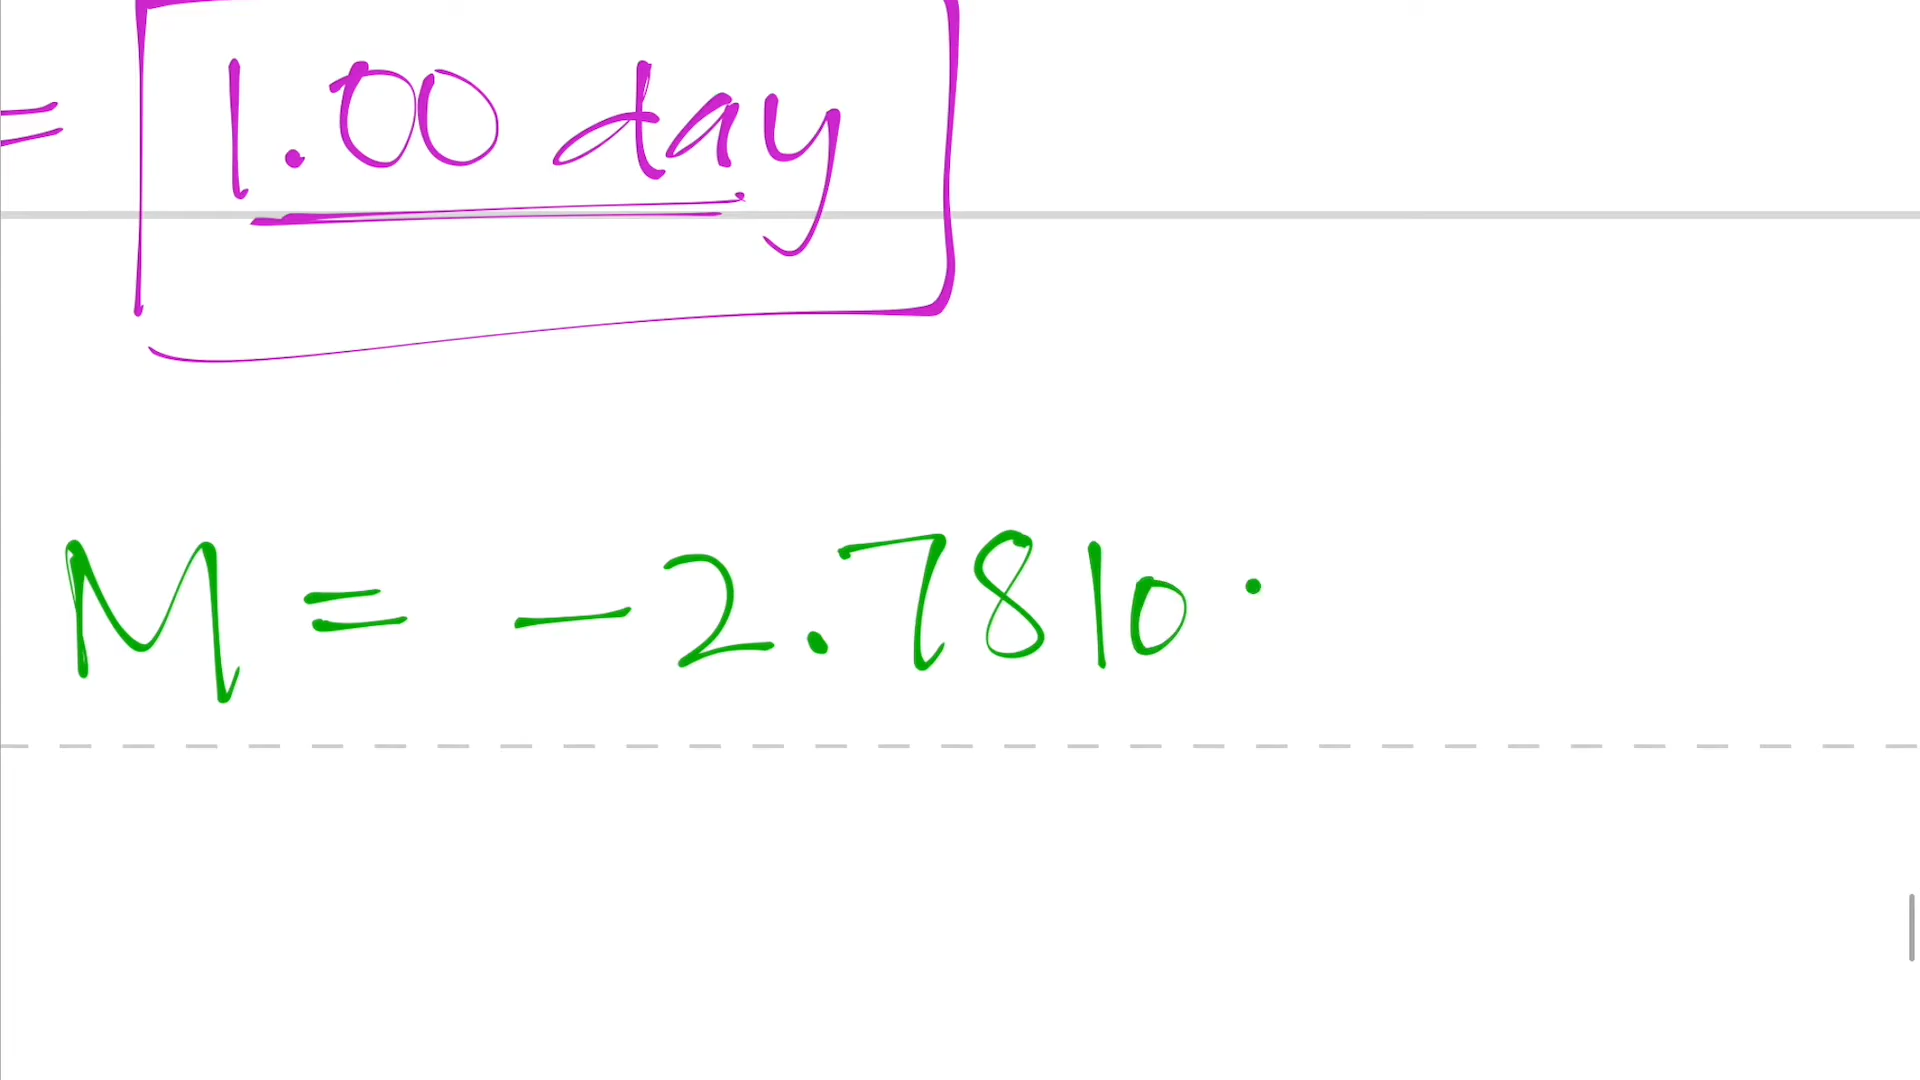 = 1.00 day
M = -2.7810 ·